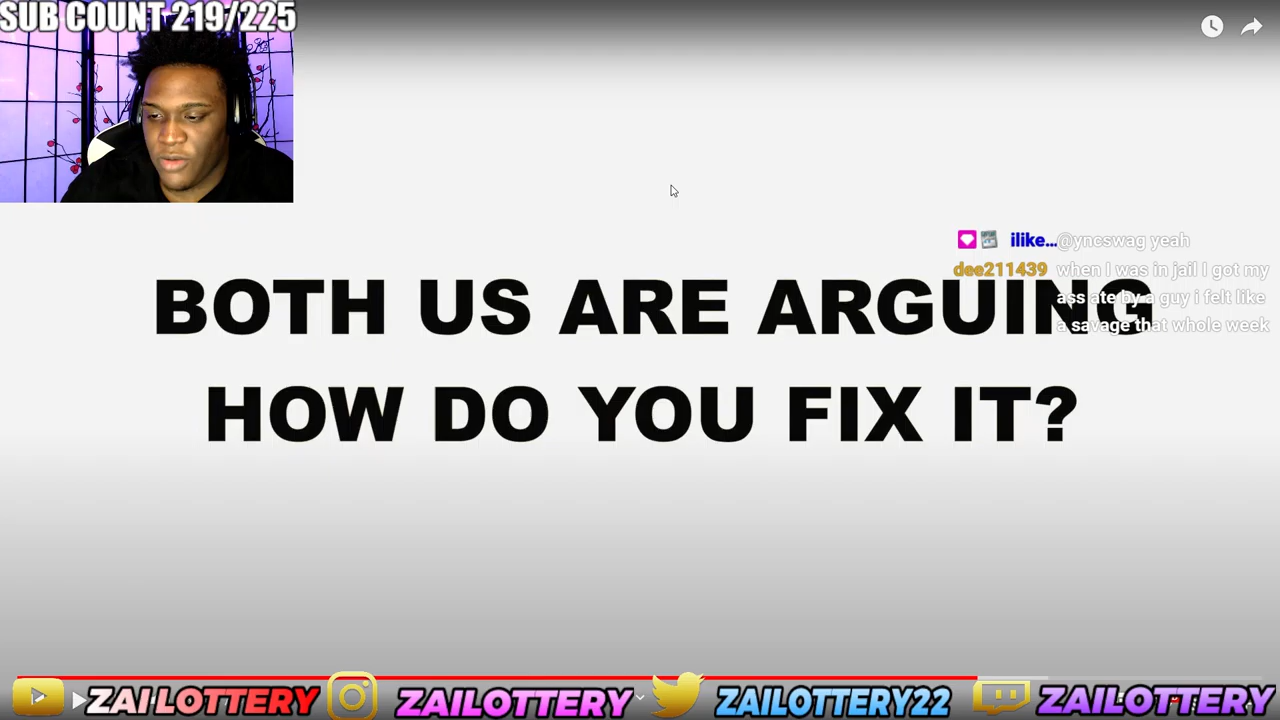 SUB COUNT 219/225
ilike... @yncswag yeah
dee211439 when I was in jail I got my
ass ate by a guy i felt like
a savage that whole week
BOTH US ARE ARGUING
HOW DO YOU FIX IT?
ZAILOTTERY ZAILOTTERY ZAILOTTERY22 ZAILOTTERY